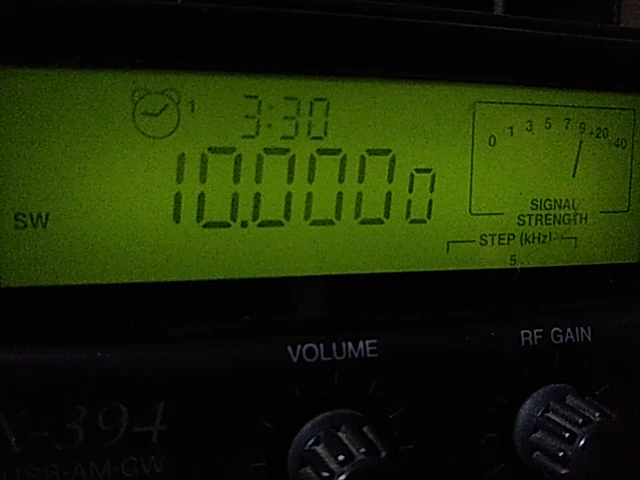 1 3:30
10.0000
SW
0 1 3 5 7 9 +20 +40
SIGNAL
STRENGTH
STEP (kHz)
5
VOLUME
RF GAIN
-394
AM·CW